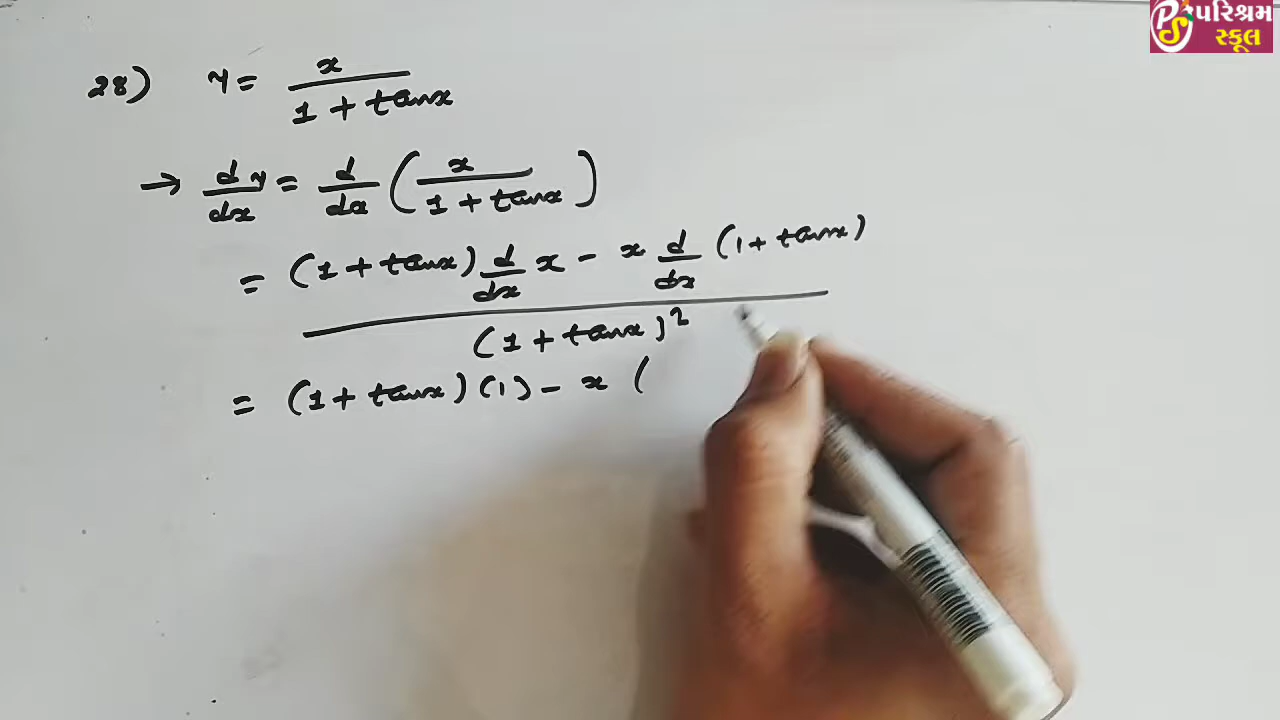 પરિશ્રમ
સ્કૂલ
28) y = x / (1 + tanx)
→ dy/dx = d/dx (x / (1 + tanx))
= ((1 + tanx) d/dx x - x d/dx (1 + tanx)) / (1 + tanx)²
= (1 + tanx)(1) - x (